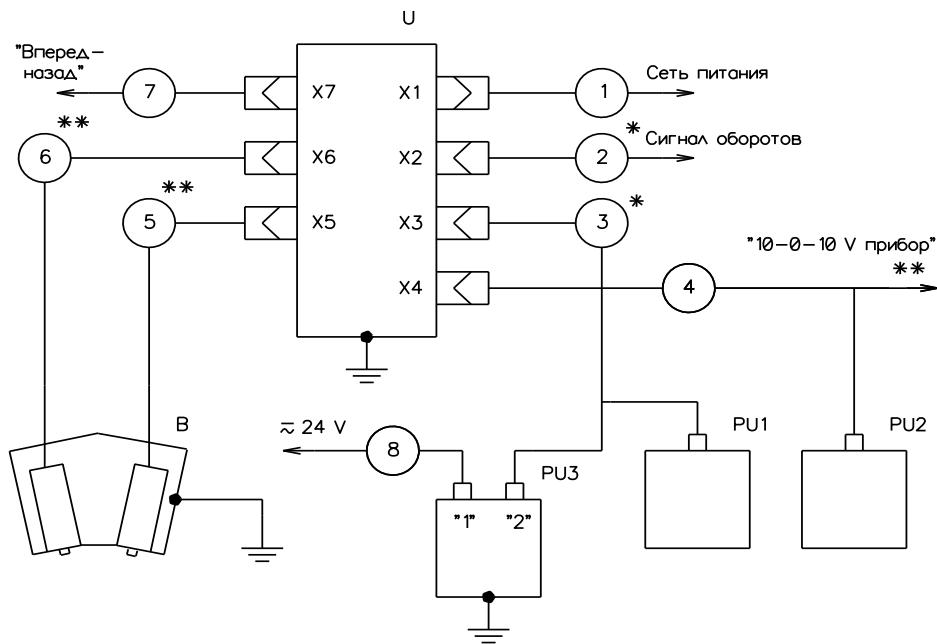 U
"Вперед-
назад"
7
X7
X1
1
Сеть питания
**
6
X6
X2
2
*
Сигнал оборотов
**
5
X5
X3
3
*
"10-0-10 V прибор"
**
X4
4
B
≂ 24 V
8
PU3
PU1
PU2
"1"
"2"